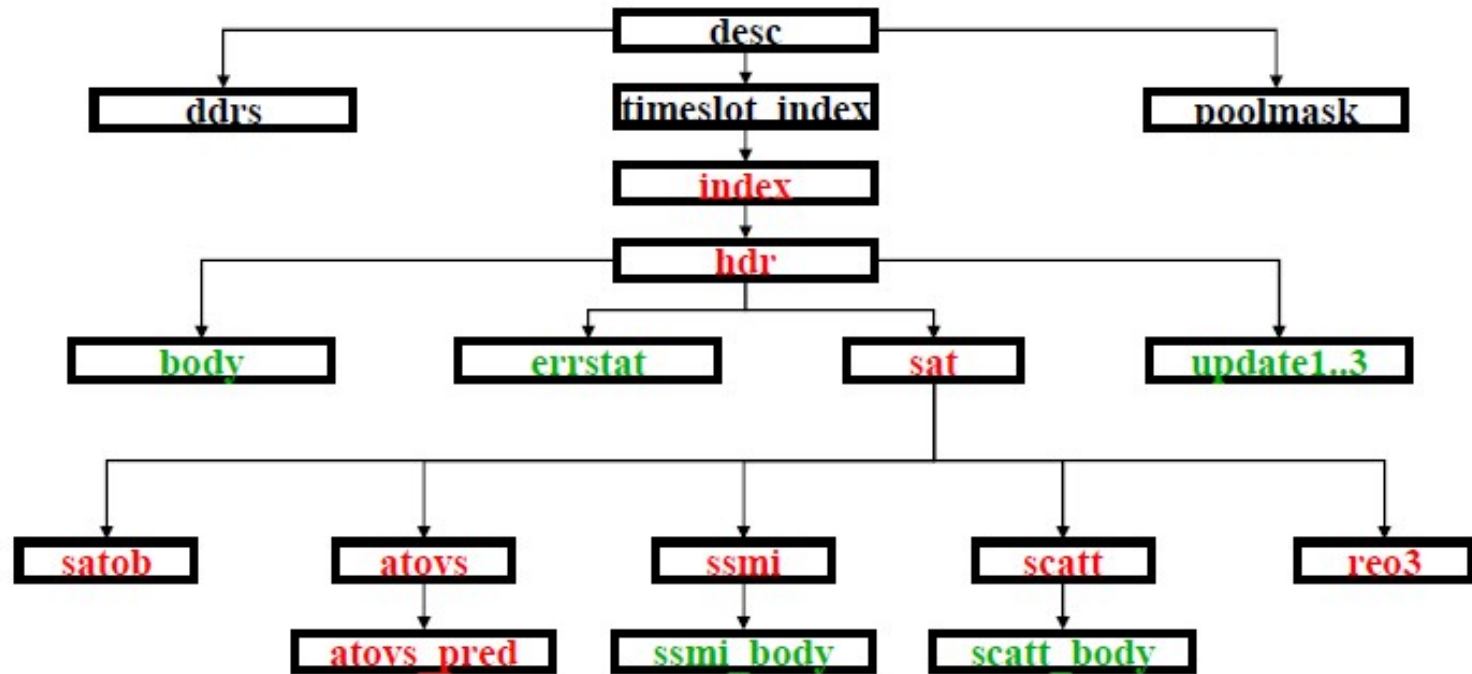 desc
ddrs
timeslot_index
poolmask
index
hdr
body
errstat
sat
update1..3
satob
atovs
ssmi
scatt
reo3
atovs_pred
ssmi_body
scatt_body